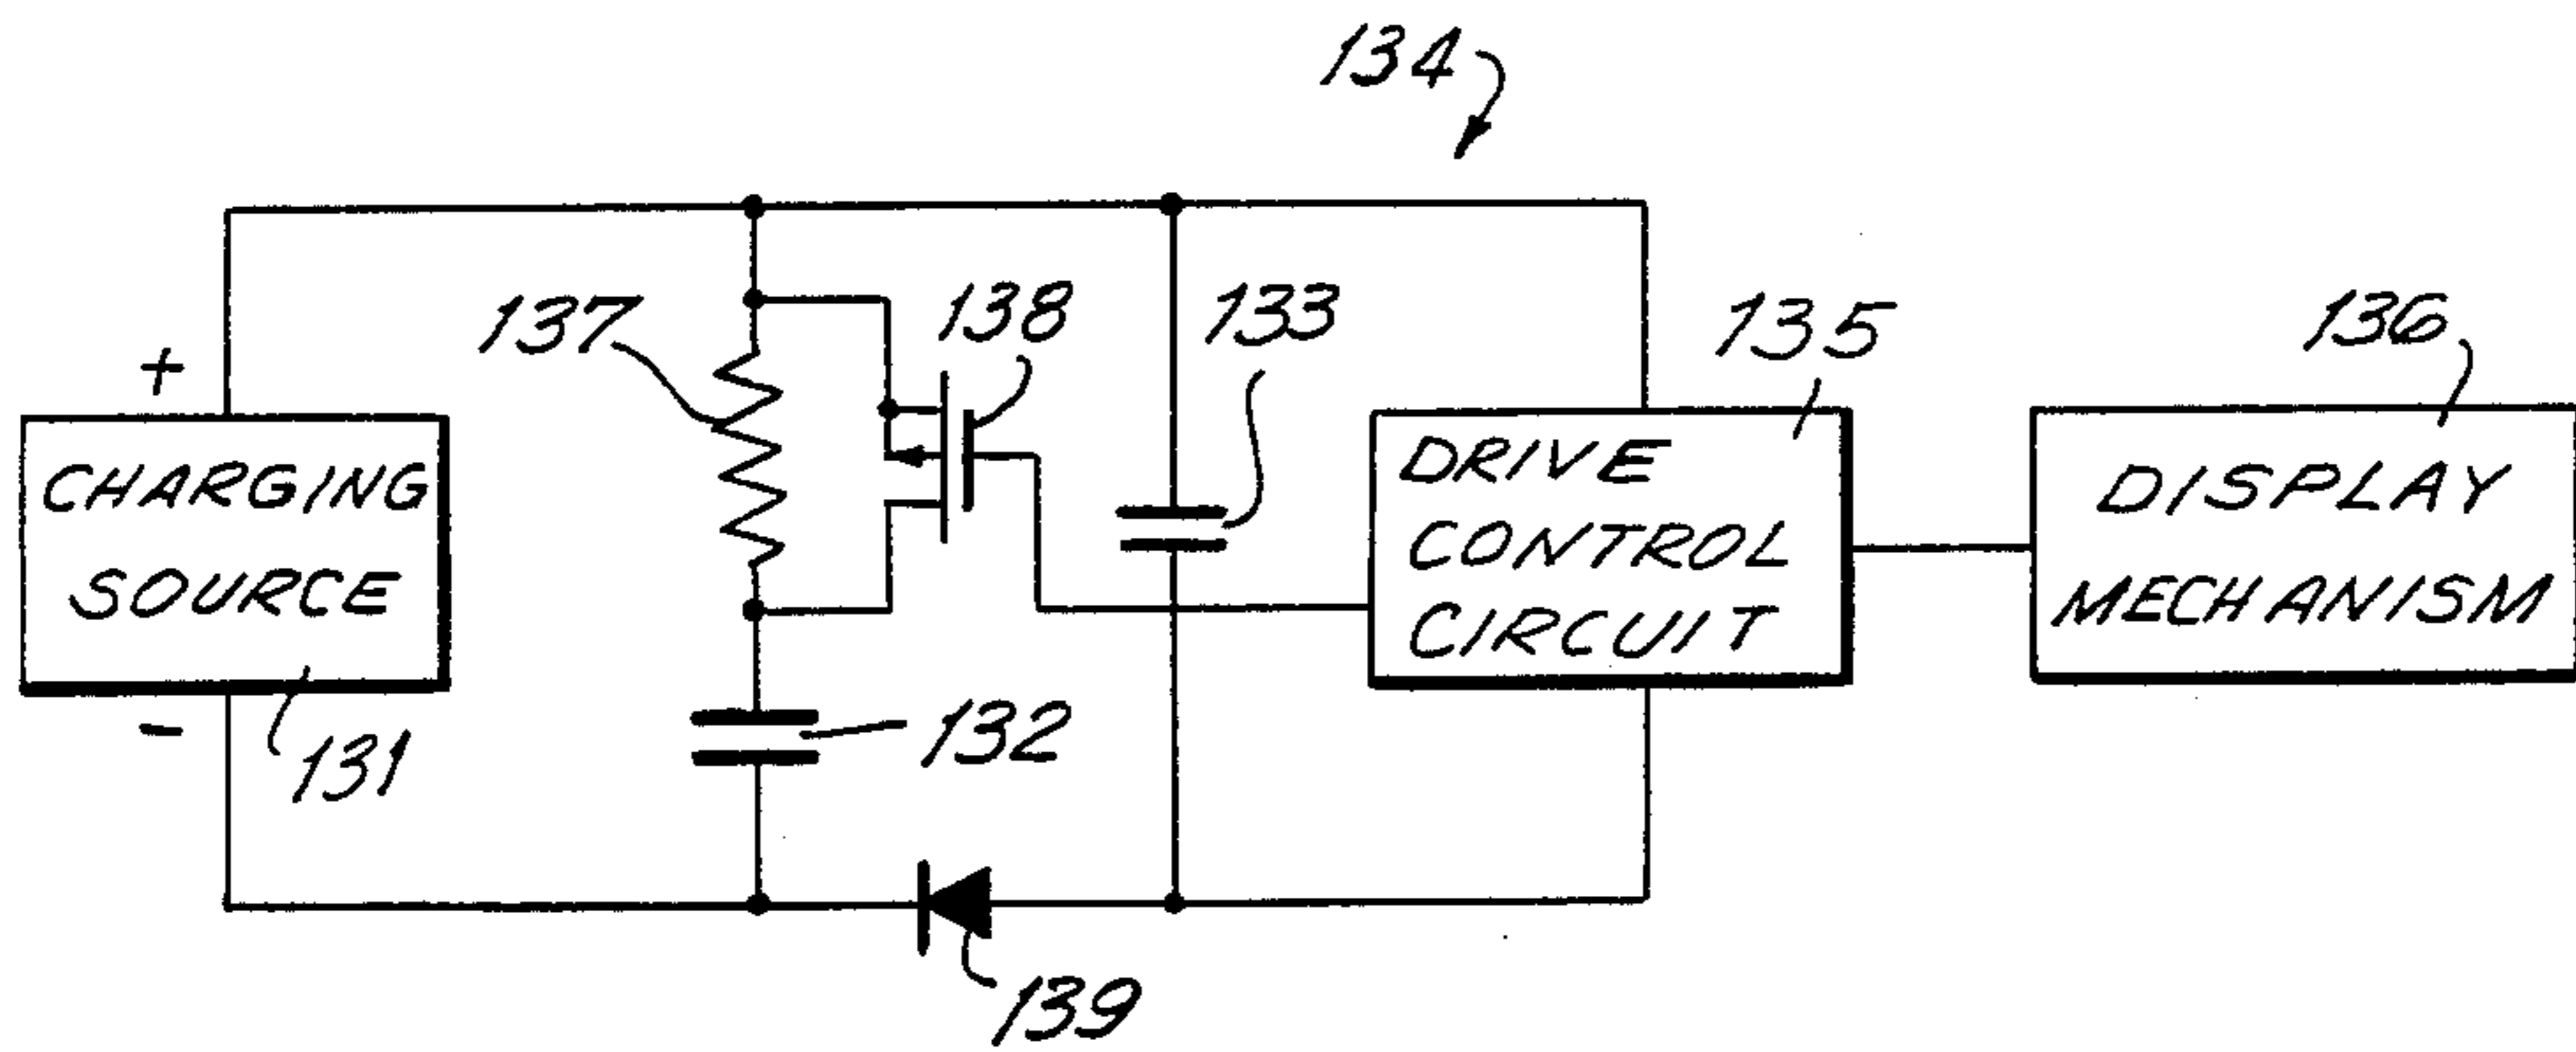 134
137
138
133
135
136
+
CHARGING
SOURCE
-
131
132
DRIVE
CONTROL
CIRCUIT
DISPLAY
MECHANISM
139